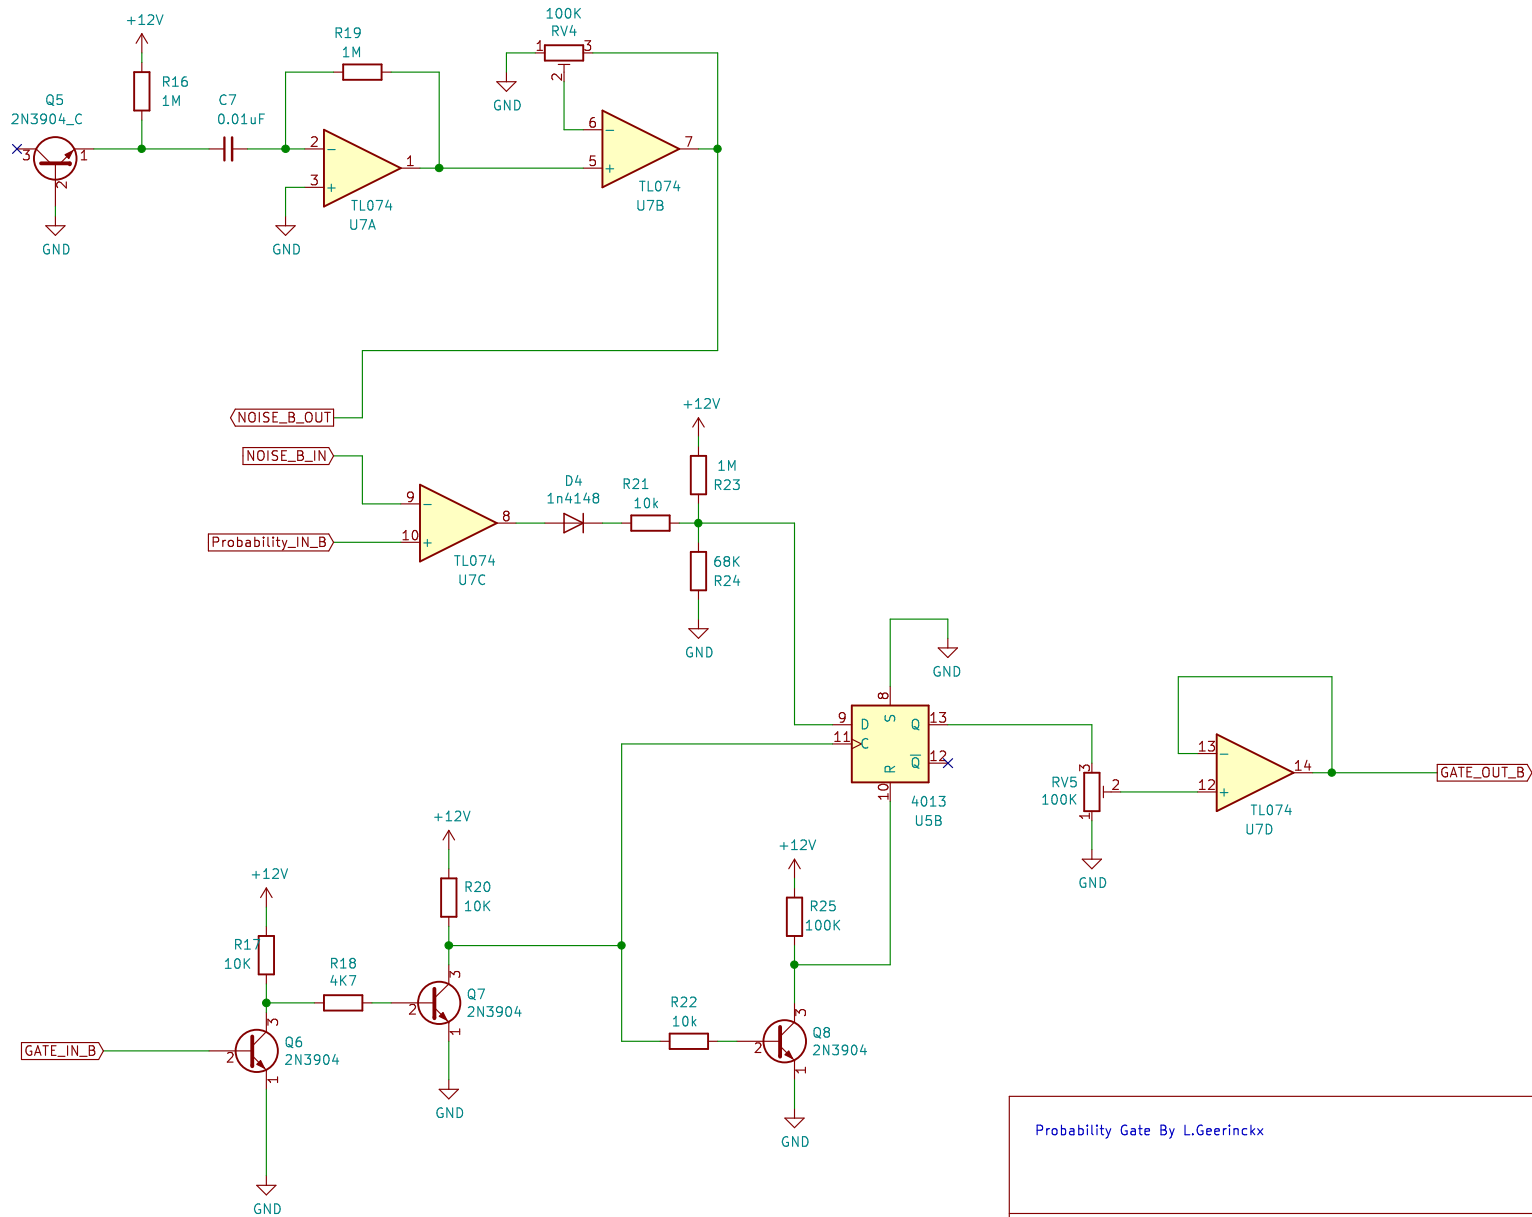 +12V
R16
1M
Q5
2N3904_C
3
1
2
GND
C7
0.01uF
R19
1M
2
3
−
+
1
TL074
U7A
GND
100K
RV4
1
3
2
GND
6
5
−
+
7
TL074
U7B
NOISE_B_OUT
NOISE_B_IN
Probability_IN_B
9
10
−
+
8
TL074
U7C
D4
1n4148
R21
10k
+12V
1M
R23
68K
R24
GND
GND
8
9
D
S
Q
13
11
C
Q
12
R
10
4013
U5B
RV5
100K
3
2
1
GND
13
12
−
+
14
TL074
U7D
GATE_OUT_B
+12V
R20
10K
+12V
R17
10K
R18
4K7
3
2
1
Q7
2N3904
GND
GATE_IN_B
3
2
1
Q6
2N3904
GND
+12V
R25
100K
R22
10k
3
2
1
Q8
2N3904
GND
Probability Gate By L.Geerinckx